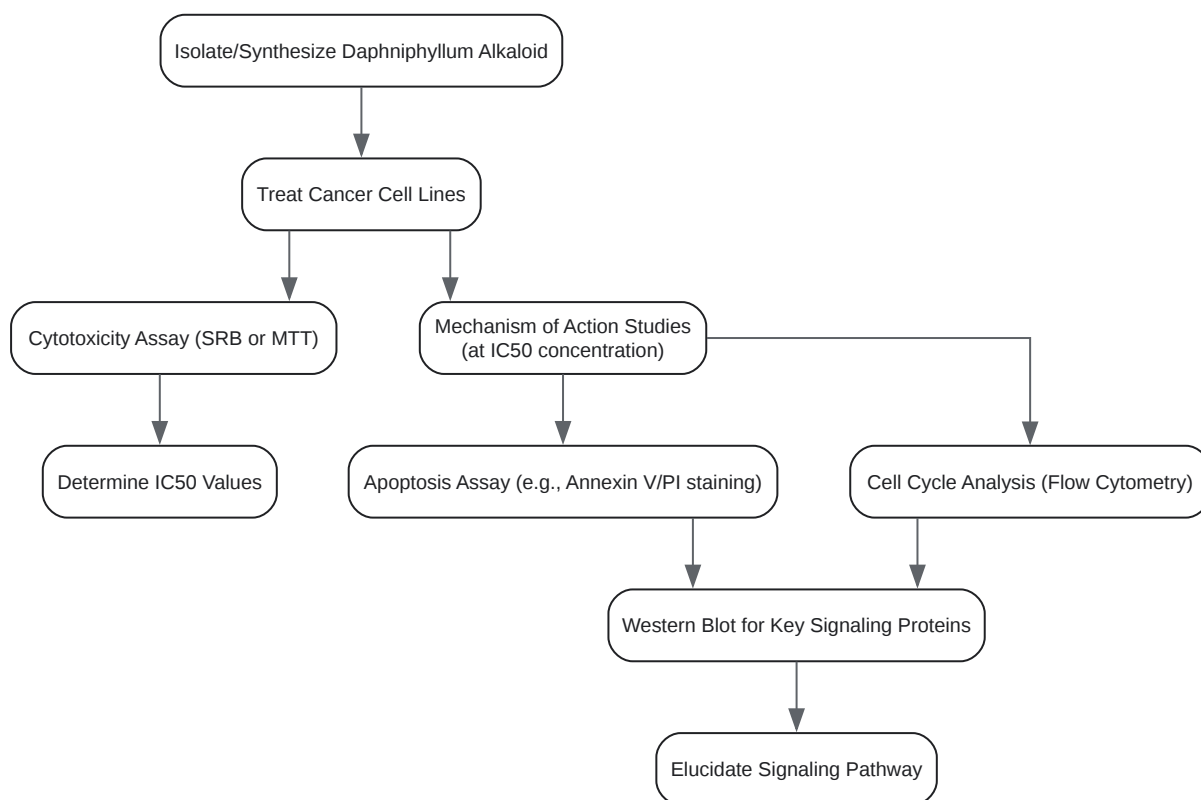 Isolate/Synthesize Daphniphyllum Alkaloid
Treat Cancer Cell Lines
Cytotoxicity Assay (SRB or MTT)
Mechanism of Action Studies
(at IC50 concentration)
Determine IC50 Values
Apoptosis Assay (e.g., Annexin V/PI staining)
Cell Cycle Analysis (Flow Cytometry)
Western Blot for Key Signaling Proteins
Elucidate Signaling Pathway